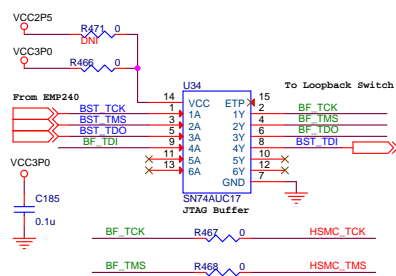 VCC2P5
R471 0
DNI
VCC3P0
R466 0
U34
To Loopback Switch
From EMP240
14 VCC ETP 15
BST_TCK 1 1A 1Y 2 BF_TCK
BST_TMS 3 2A 2Y 4 BF_TMS
BST_TDO 5 3A 3Y 6 BF_TDO
BF_TDI 9 4A 4Y 8 BST_TDI
11 5A 5Y 10
13 6A 6Y 12
GND 7
VCC3P0
SN74AUC17
JTAG Buffer
C185
0.1u
BF_TCK R467 0 HSMC_TCK
BF_TMS R468 0 HSMC_TMS